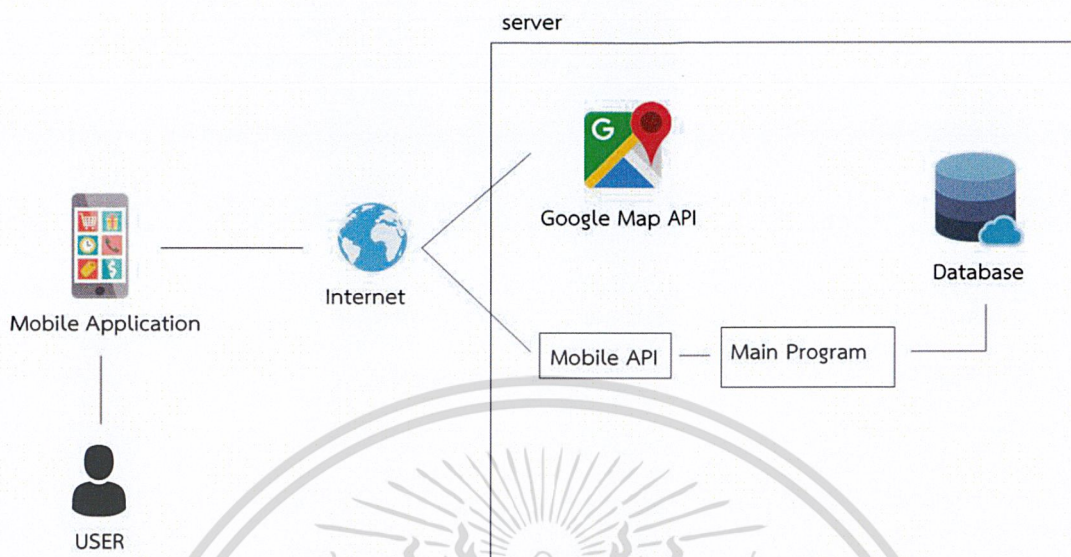 server
Google Map API
Database
Internet
Mobile Application
Mobile API
Main Program
USER